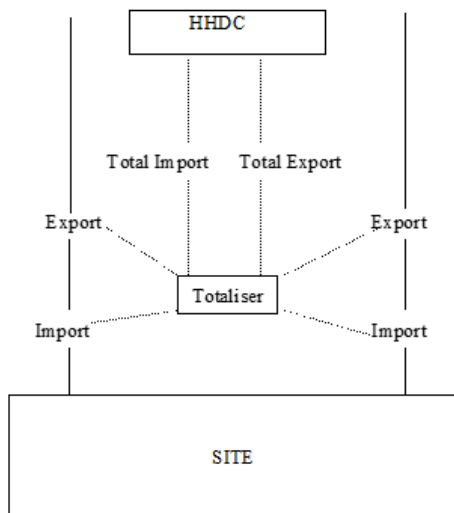 HHDC
Total Import
Total Export
Export
Export
Totaliser
Import
Import
SITE